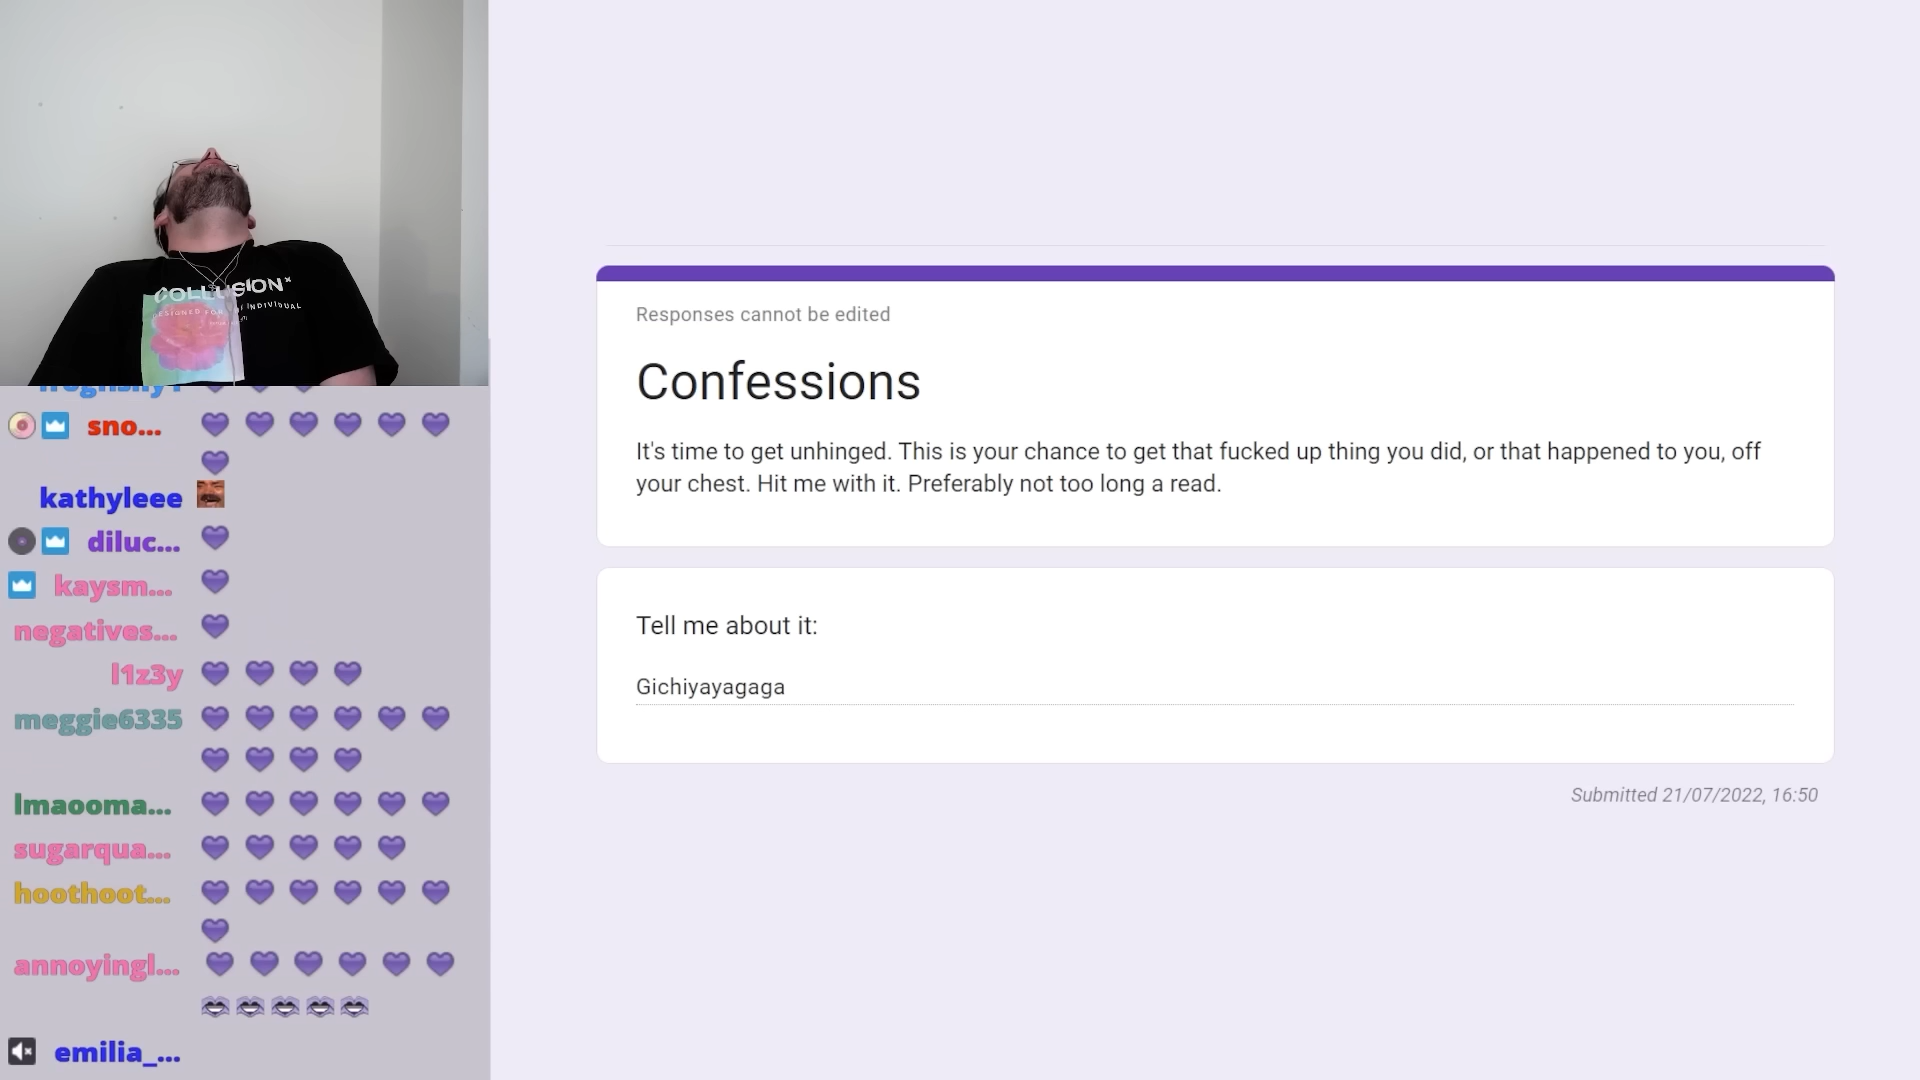 COLLUSION
DESIGNED FOR
INDIVIDUAL
sno...
kathyleee
diluc...
kaysm...
negatives...
l1z3y
meggie6335
lmaooma...
sugarqua...
hoothoot...
annoyingl...
emilia_...
Responses cannot be edited
Confessions
It's time to get unhinged. This is your chance to get that fucked up thing you did, or that happened to you, off
your chest. Hit me with it. Preferably not too long a read.
Tell me about it:
Gichiyayagaga
Submitted 21/07/2022, 16:50